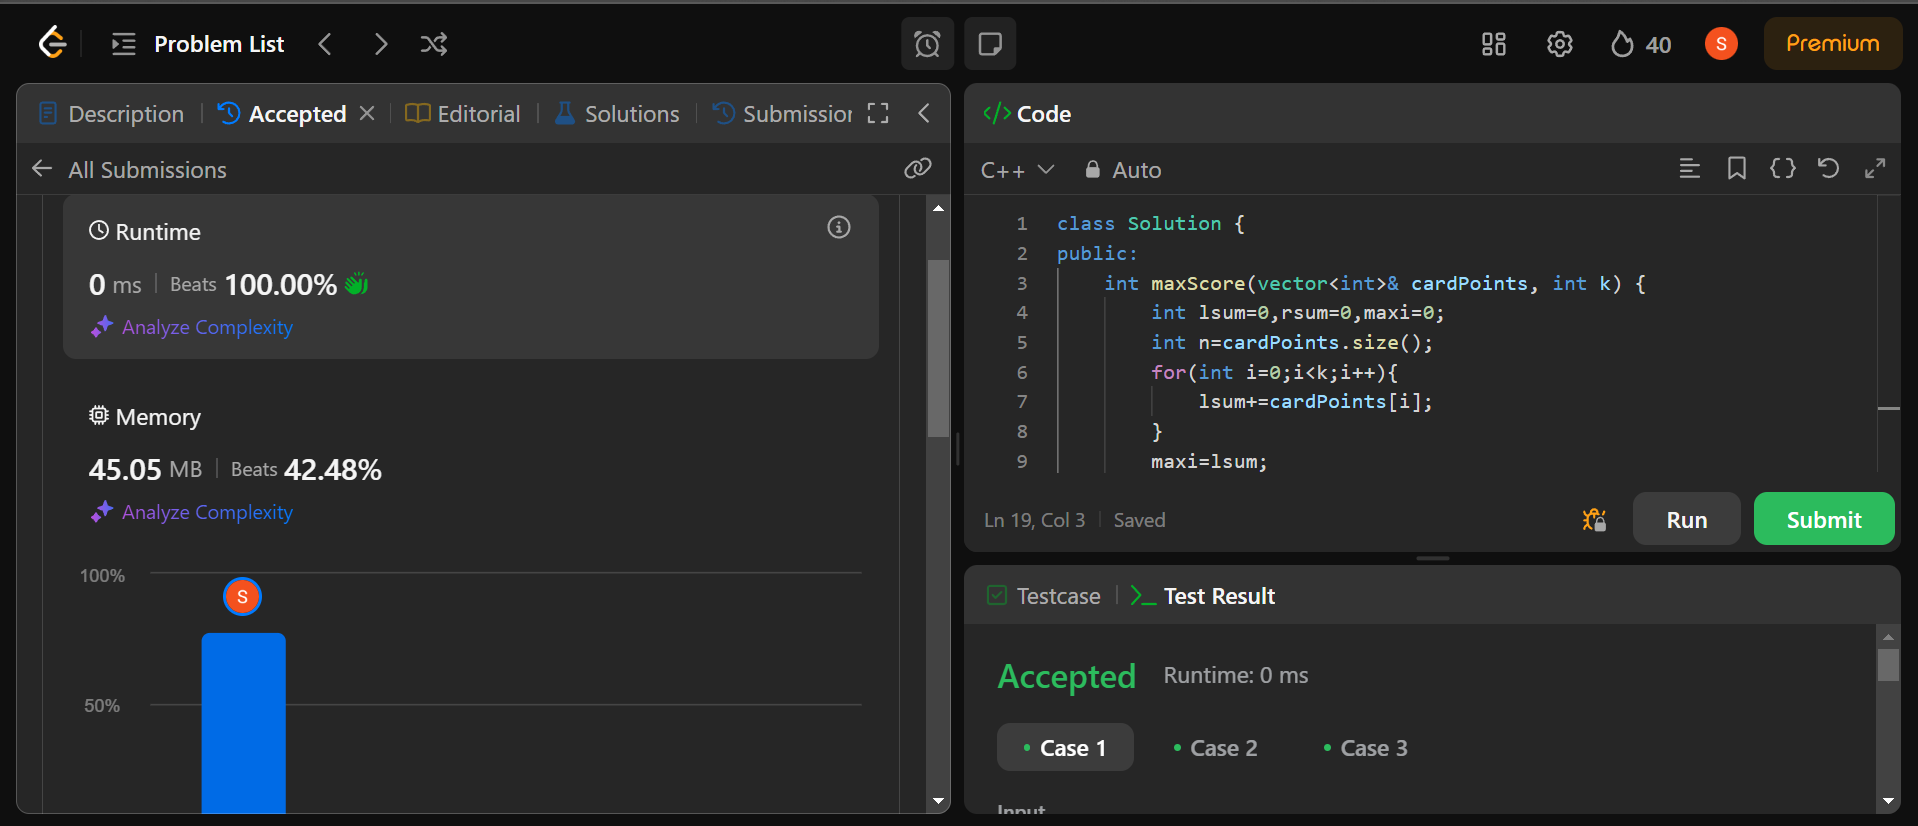 Problem List
40
S
Premium
Description
Accepted
Editorial
Solutions
Submission
All Submissions
Runtime
0 ms
Beats 100.00%
Analyze Complexity
Memory
45.05 MB
Beats 42.48%
Analyze Complexity
100%
S
50%
</> Code
C++
Auto
1 class Solution {
2 public:
3 int maxScore(vector<int>& cardPoints, int k) {
4 int lsum=0,rsum=0,maxi=0;
5 int n=cardPoints.size();
6 for(int i=0;i<k;i++){
7 lsum+=cardPoints[i];
8 }
9 maxi=lsum;
Ln 19, Col 3
Saved
Run
Submit
Testcase
Test Result
Accepted
Runtime: 0 ms
Case 1
Case 2
Case 3
Input